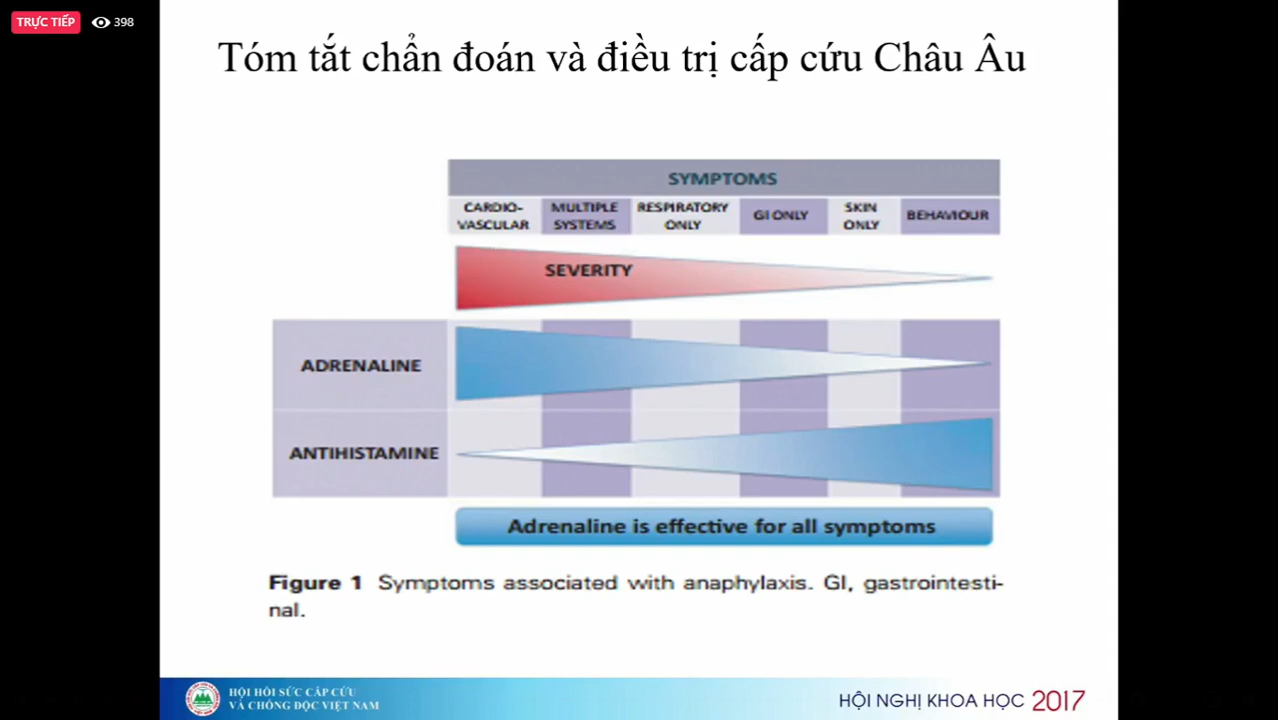 TRỰC TIẾP
398
Tóm tắt chẩn đoán và điều trị cấp cứu Châu Âu
SYMPTOMS
CARDIO-
VASCULAR
MULTIPLE
SYSTEMS
RESPIRATORY
ONLY
GI ONLY
SKIN
ONLY
BEHAVIOUR
SEVERITY
ADRENALINE
ANTIHISTAMINE
Adrenaline is effective for all symptoms
Figure 1 Symptoms associated with anaphylaxis. GI, gastrointesti-
nal.
HỘI HỒI SỨC CẤP CỨU
VÀ CHỐNG ĐỘC VIỆT NAM
HỘI NGHỊ KHOA HỌC 2017